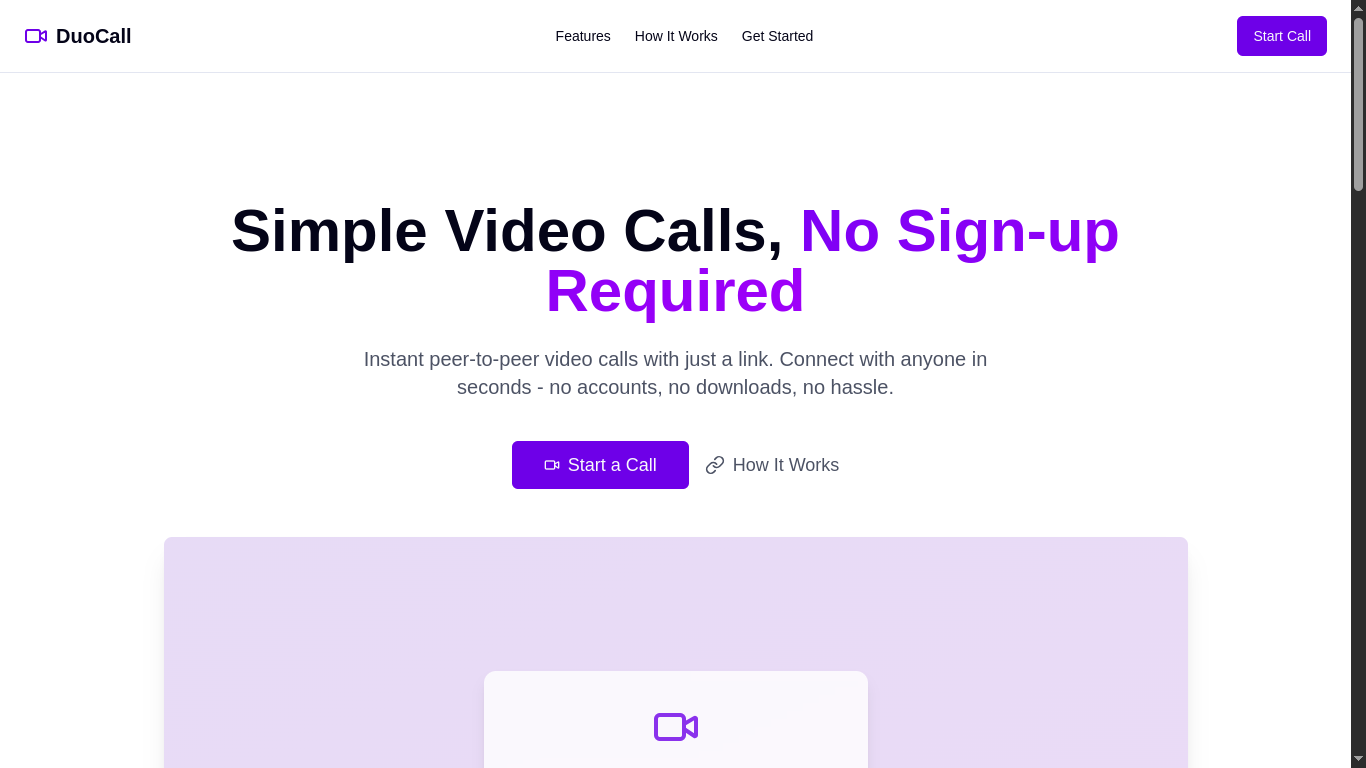 DuoCall
Features
How It Works
Get Started
Start Call
Simple Video Calls, No Sign-up
Required
Instant peer-to-peer video calls with just a link. Connect with anyone in
seconds - no accounts, no downloads, no hassle.
Start a Call
How It Works